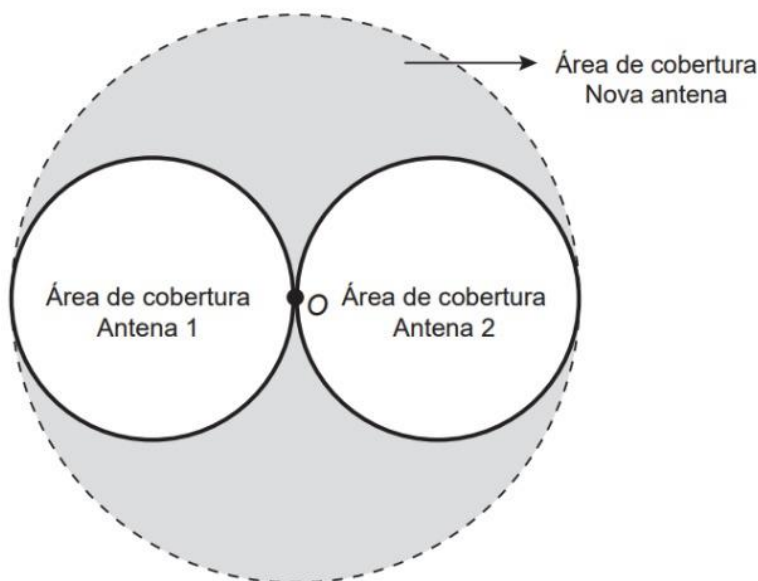 Área de cobertura
Nova antena
Área de cobertura
Antena 1
O
Área de cobertura
Antena 2